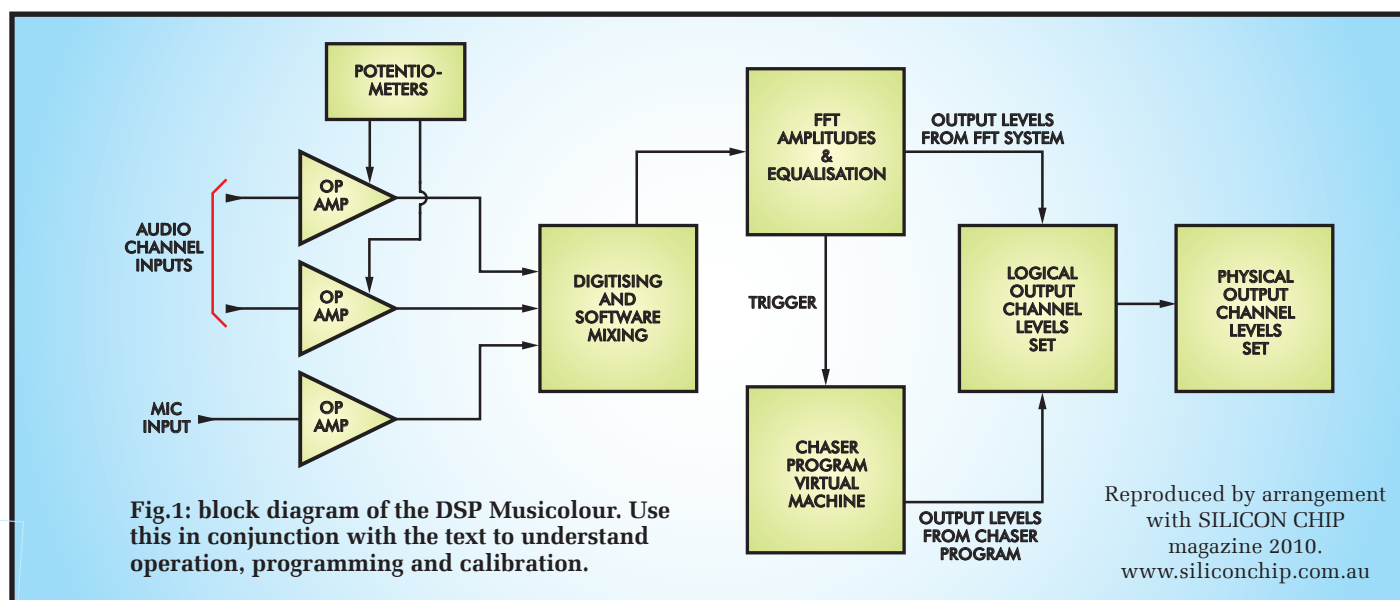 POTENTIO-
METERS
OP
AMP
AUDIO
CHANNEL
INPUTS
OP
AMP
MIC
INPUT
OP
AMP
DIGITISING
AND
SOFTWARE
MIXING
FFT
AMPLITUDES
&
EQUALISATION
OUTPUT LEVELS
FROM FFT SYSTEM
TRIGGER
LOGICAL
OUTPUT
CHANNEL
LEVELS
SET
PHYSICAL
OUTPUT
CHANNEL
LEVELS
SET
CHASER
PROGRAM
VIRTUAL
MACHINE
OUTPUT LEVELS
FROM CHASER
PROGRAM
Fig.1: block diagram of the DSP Musicolour. Use
this in conjunction with the text to understand
operation, programming and calibration.
Reproduced by arrangement
with SILICON CHIP
magazine 2010.
www.siliconchip.com.au